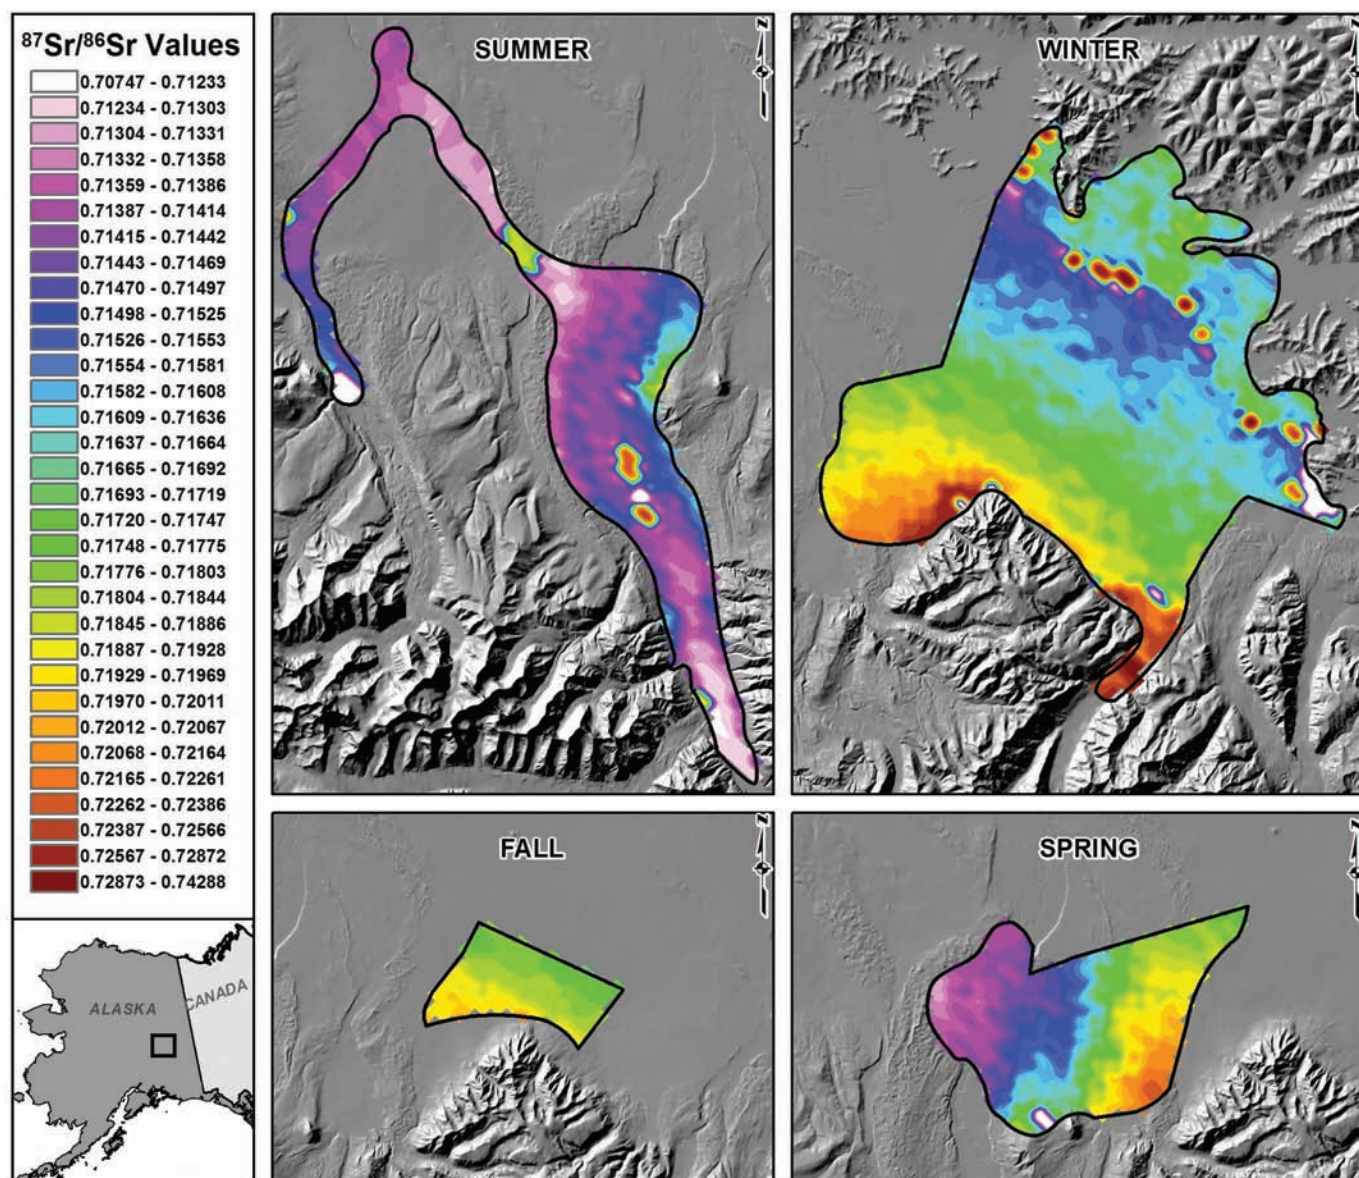 ⁸⁷Sr/⁸⁶Sr Values
0.70747 - 0.71233
0.71234 - 0.71303
0.71304 - 0.71331
0.71332 - 0.71358
0.71359 - 0.71386
0.71387 - 0.71414
0.71415 - 0.71442
0.71443 - 0.71469
0.71470 - 0.71497
0.71498 - 0.71525
0.71526 - 0.71553
0.71554 - 0.71581
0.71582 - 0.71608
0.71609 - 0.71636
0.71637 - 0.71664
0.71665 - 0.71692
0.71693 - 0.71719
0.71720 - 0.71747
0.71748 - 0.71775
0.71776 - 0.71803
0.71804 - 0.71844
0.71845 - 0.71886
0.71887 - 0.71928
0.71929 - 0.71969
0.71970 - 0.72011
0.72012 - 0.72067
0.72068 - 0.72164
0.72165 - 0.72261
0.72262 - 0.72386
0.72387 - 0.72566
0.72567 - 0.72872
0.72873 - 0.74288
ALASKA
CANADA
SUMMER
N
WINTER
N
FALL
N
SPRING
N